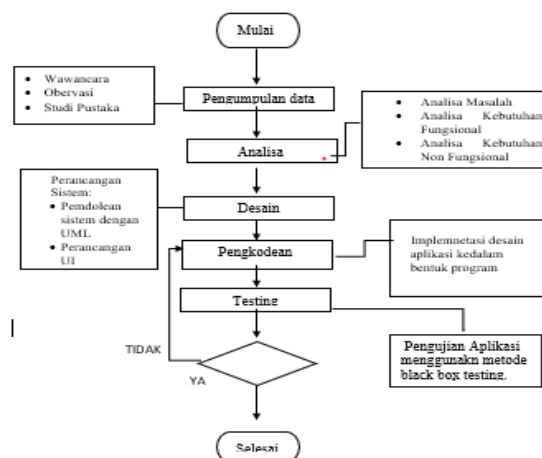 Mulai
• Wawancara
• Obervasi
• Studi Pustaka
Pengumpulan data
• Analisa Masalah
• Analisa Kebutuhan
Fungsional
• Analisa Kebutuhan
Non Fungsional
Analisa
Perancangan
Sistem:
• Pemdolean
sistem dengan
UML
• Perancangan
UI
Desain
Pengkodean
Implemnetasi desain
aplikasi kedalam
bentuk program
Testing
Pengujian Aplikasi
menggunakn metode
black box testing.
TIDAK
YA
Selesai